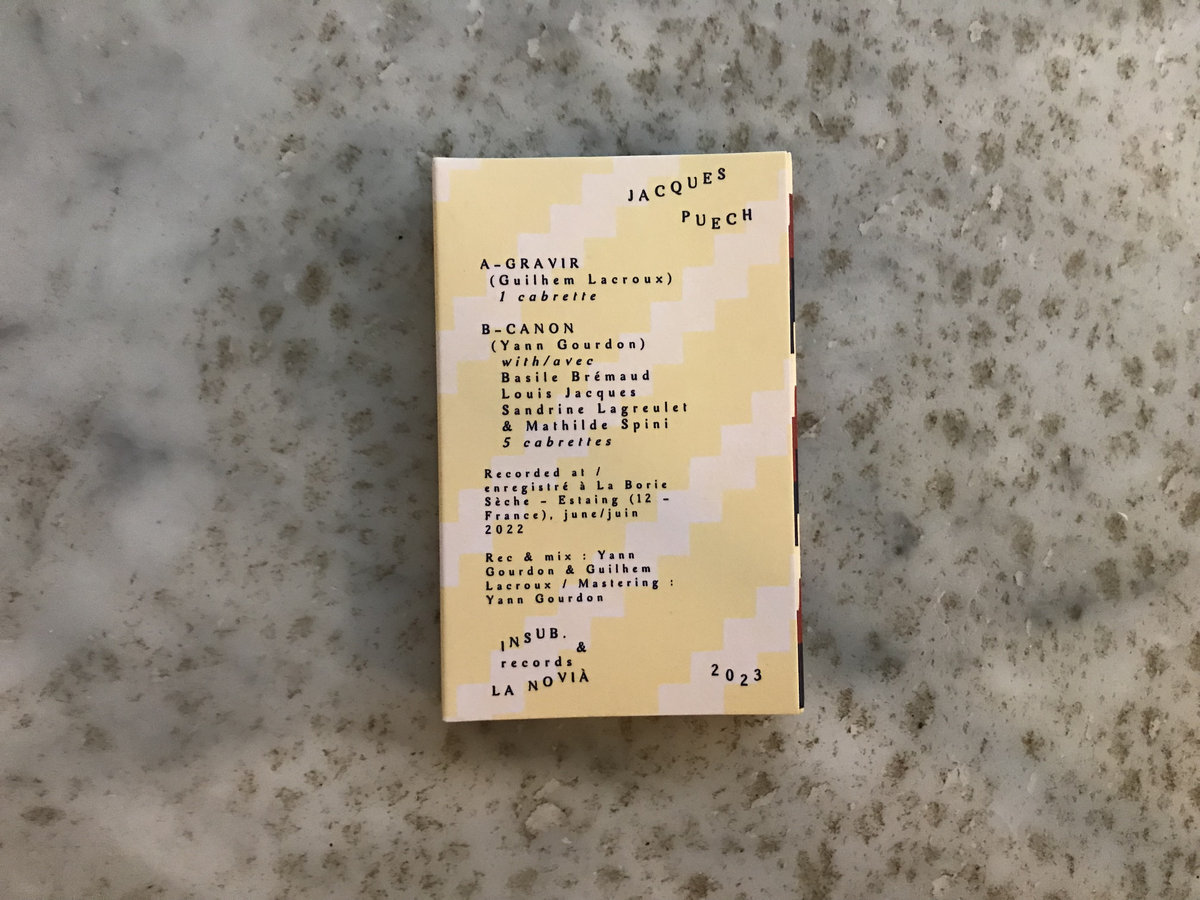 JACQUES
PUECH
A–GRAVIR
(Guilhem Lacroux)
1 cabrette
B–CANON
(Yann Gourdon)
with/avec
Basile Brémaud
Louis Jacques
Sandrine Lagreulet
& Mathilde Spini
5 cabrettes
Recorded at /
enregistré à La Borie
Sèche – Estaing (12 –
France), june/juin
2022
Rec & mix : Yann
Gourdon & Guilhem
Lacroux / Mastering :
Yann Gourdon
INSUB.
records &
LA NOVIÀ
2023